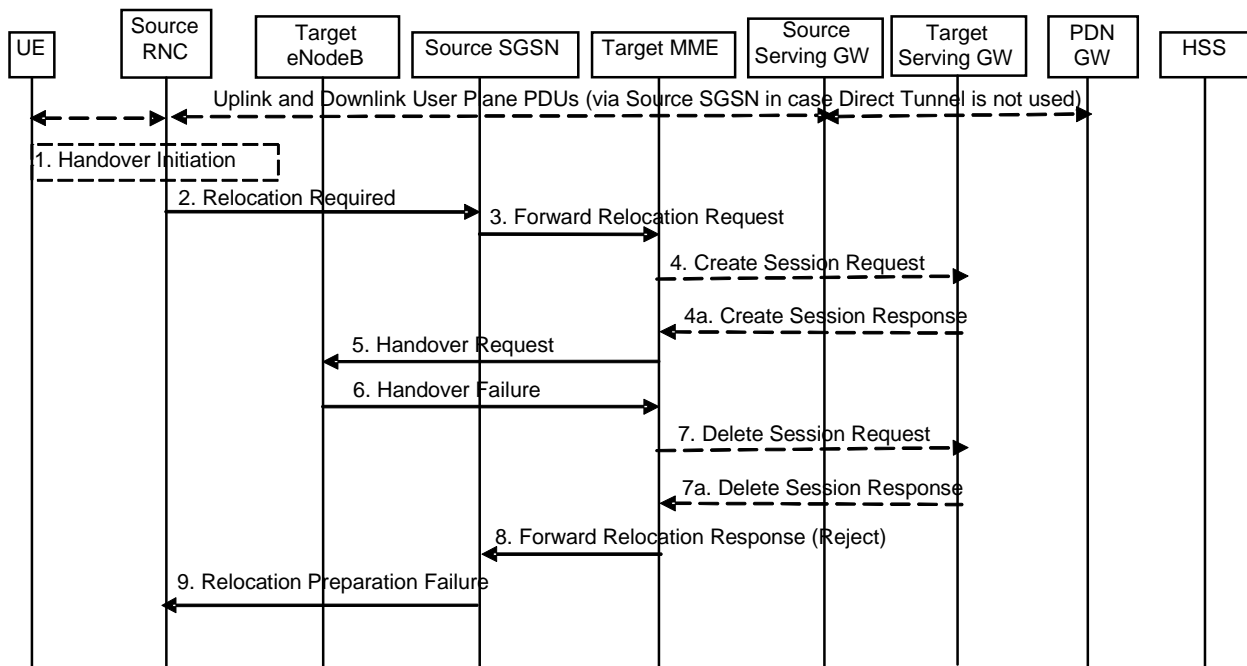 UE
Source
RNC
Target
eNodeB
Source SGSN
Target MME
Source
Serving GW
Target
Serving GW
PDN
GW
HSS
Uplink and Downlink User Plane PDUs (via Source SGSN in case Direct Tunnel is not used)
1. Handover Initiation
2. Relocation Required
3. Forward Relocation Request
4. Create Session Request
4a. Create Session Response
5. Handover Request
6. Handover Failure
7. Delete Session Request
7a. Delete Session Response
8. Forward Relocation Response (Reject)
9. Relocation Preparation Failure